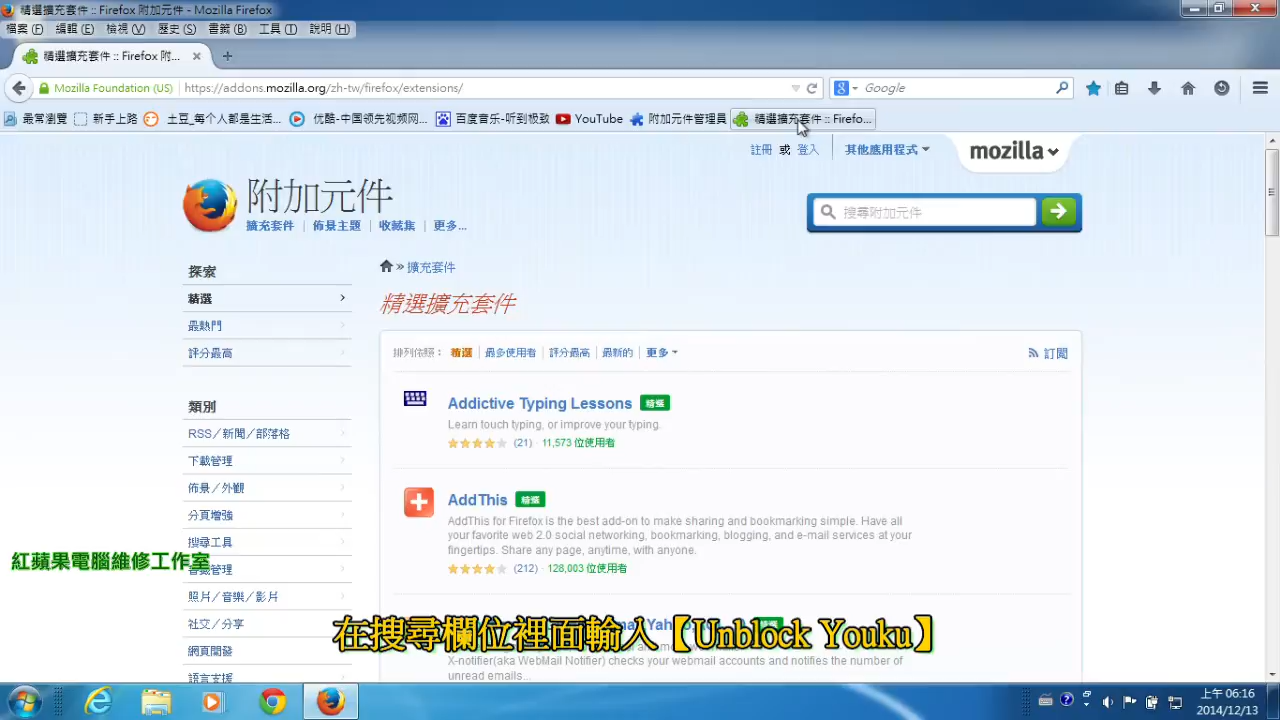 精選擴充套件 :: Firefox 附加元件 - Mozilla Firefox
檔案(F) 編輯(E) 檢視(V) 歷史(S) 書籤(B) 工具(T) 說明(H)
精選擴充套件 :: Firefox 附...
Mozilla Foundation (US) https://addons.mozilla.org/zh-tw/firefox/extensions/ Google
最常瀏覽 新手上路 土豆_每个人都是生活... 优酷-中国领先视频网... 百度音乐-听到极致 YouTube 附加元件管理員 精選擴充套件 :: Firefo...
註冊 或 登入 其他應用程式 mozilla
附加元件
搜尋附加元件
擴充套件 佈景主題 收藏集 更多...
探索
精選
最熱門
評分最高
類別
RSS／新聞／部落格
下載管理
佈景／外觀
分頁增強
搜尋工具
書籤管理
照片／音樂／影片
社交／分享
網頁開發
語言支援
» 擴充套件
精選擴充套件
排列依照： 精選 最多使用者 評分最高 最新的 更多 訂閱
Addictive Typing Lessons 精選
Learn touch typing, or improve your typing.
(21) · 11,573 位使用者
AddThis 精選
AddThis for Firefox is the best add-on to make sharing and bookmarking simple. Have all
your favorite web 2.0 social networking, bookmarking, blogging, and e-mail services at your
fingertips. Share any page, anytime, with anyone.
(212) · 128,003 位使用者
X-notifier(aka WebMail Notifier) checks your webmail accounts and notifies the number of
unread emails...
紅蘋果電腦維修工作室
在搜尋欄位裡面輸入【Unblock Youku】
上午 06:16
2014/12/13